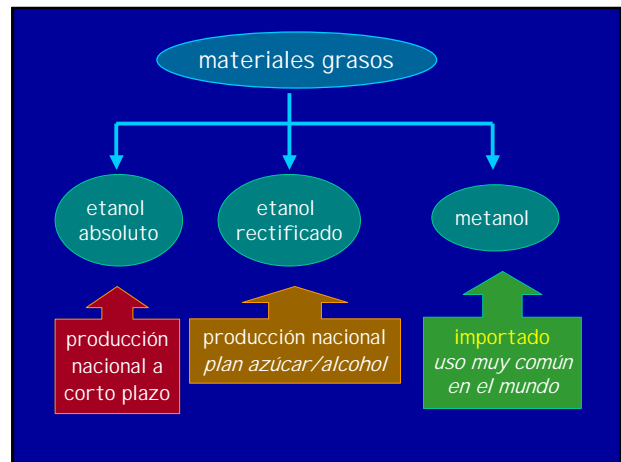 materiales grasos
etanol
absoluto
etanol
rectificado
metanol
producción
nacional a
corto plazo
producción nacional
plan azúcar/alcohol
importado
uso muy común
en el mundo